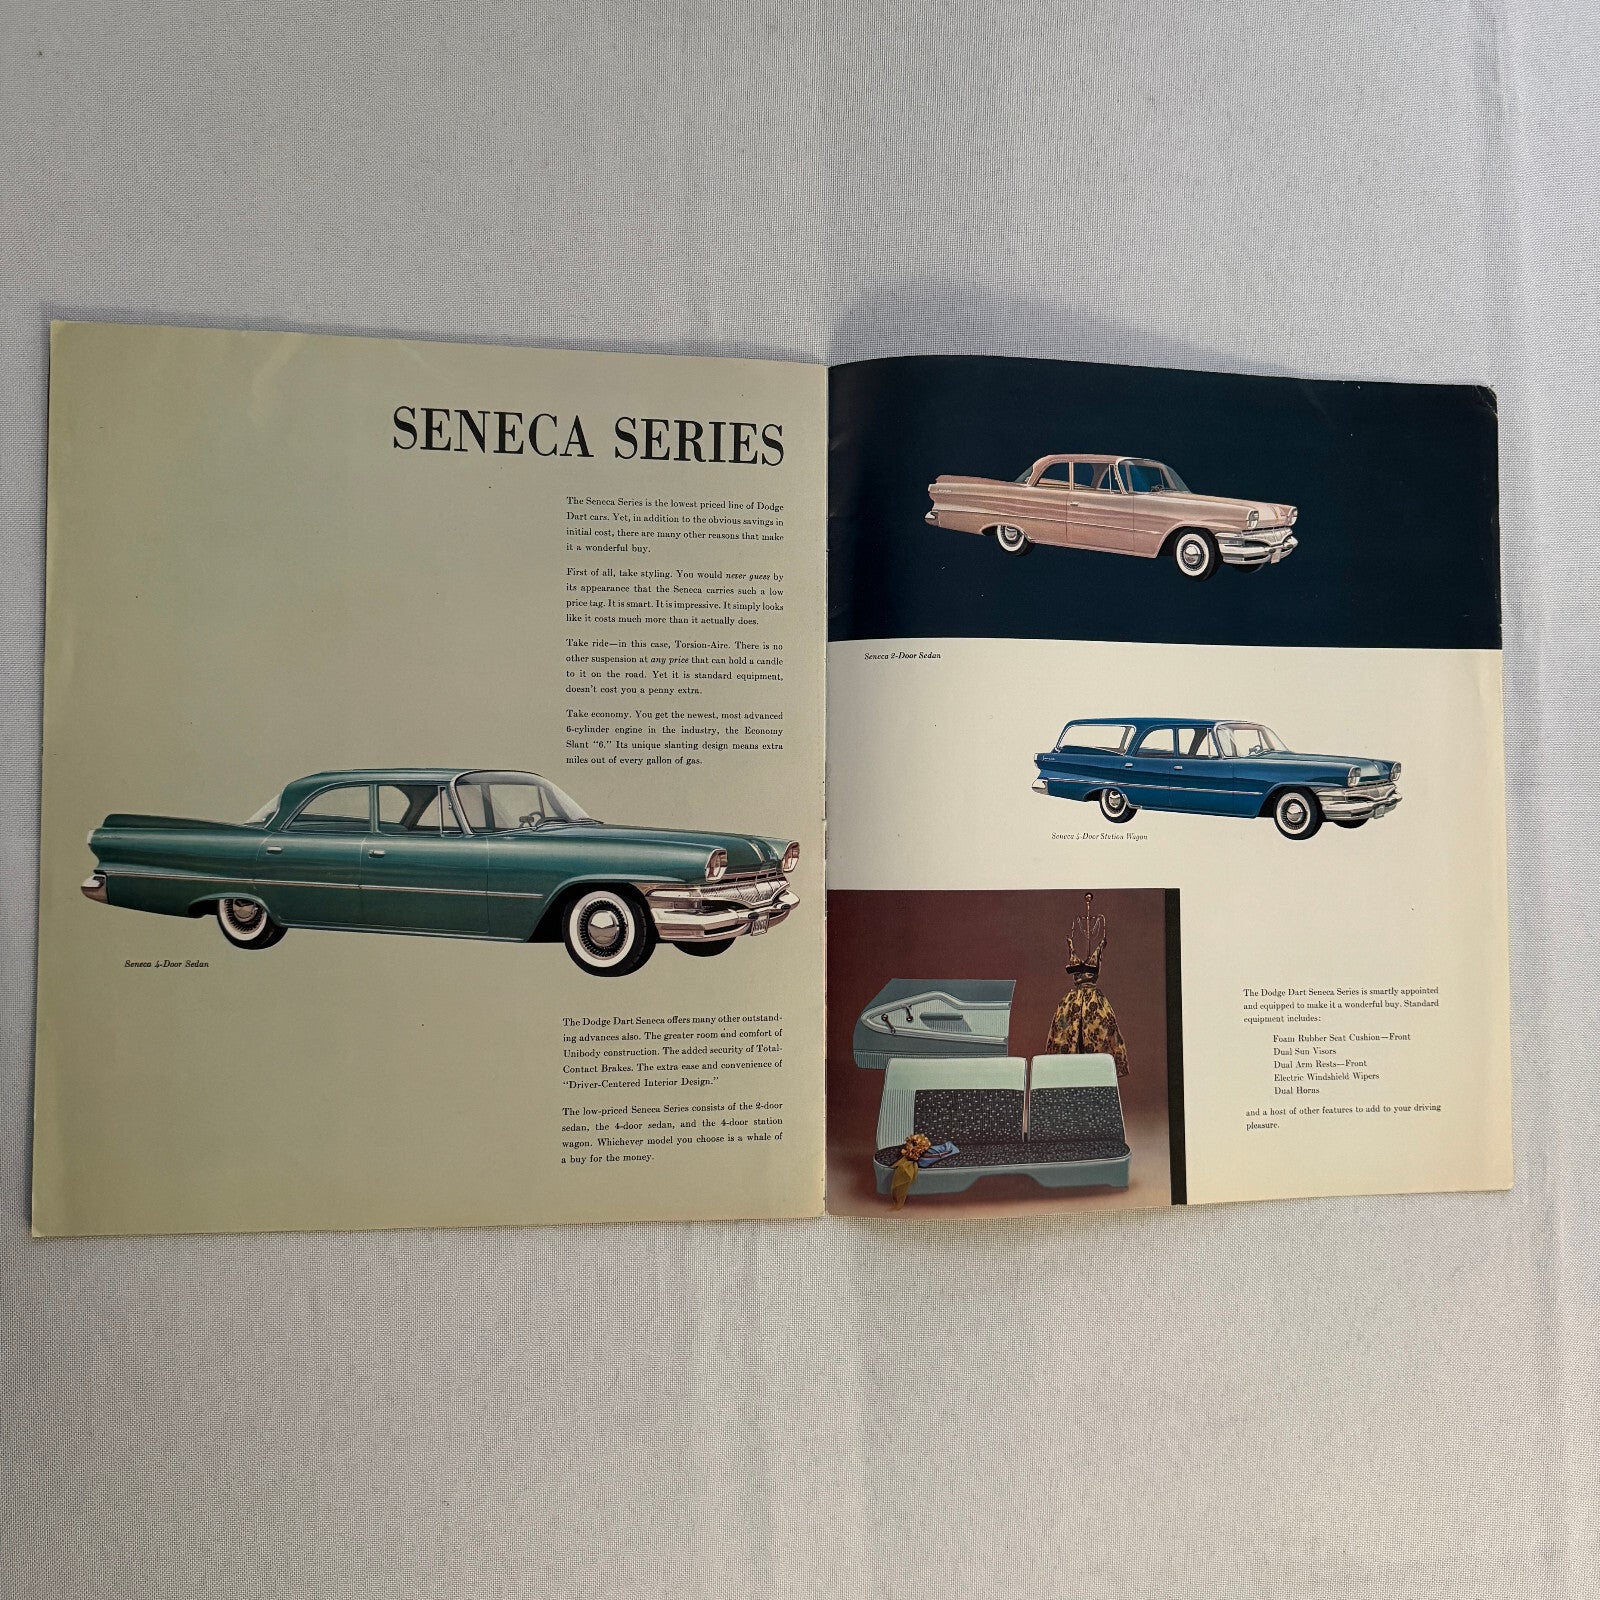 SENECA SERIES
The Seneca Series is the lowest priced line of Dodge
Dart cars. Yet, in addition to the obvious savings in
initial cost, there are many other reasons that make
it a wonderful buy.
First of all, take styling. You would never guess by
its appearance that the Seneca carries such a low
price tag. It is smart. It is impressive. It simply looks
like it costs much more than it actually does.
Take ride—in this case, Torsion-Aire. There is no
other suspension at any price that can hold a candle
to it on the road. Yet it is standard equipment,
doesn't cost you a penny extra.
Take economy. You get the newest, most advanced
6-cylinder engine in the industry, the Economy
Slant "6." Its unique slanting design means extra
miles out of every gallon of gas.
Seneca 4-Door Sedan
The Dodge Dart Seneca offers many other outstand-
ing advances also. The greater room and comfort of
Unibody construction. The added security of Total-
Contact Brakes. The extra ease and convenience of
"Driver-Centered Interior Design."
The low-priced Seneca Series consists of the 2-door
sedan, the 4-door sedan, and the 4-door station
wagon. Whichever model you choose is a whale of
a buy for the money.
Seneca 2-Door Sedan
Seneca 4-Door Station Wagon
The Dodge Dart Seneca Series is smartly appointed
and equipped to make it a wonderful buy. Standard
equipment includes:
Foam Rubber Seat Cushion—Front
Dual Sun Visors
Dual Arm Rests—Front
Electric Windshield Wipers
Dual Horns
and a host of other features to add to your driving
pleasure.